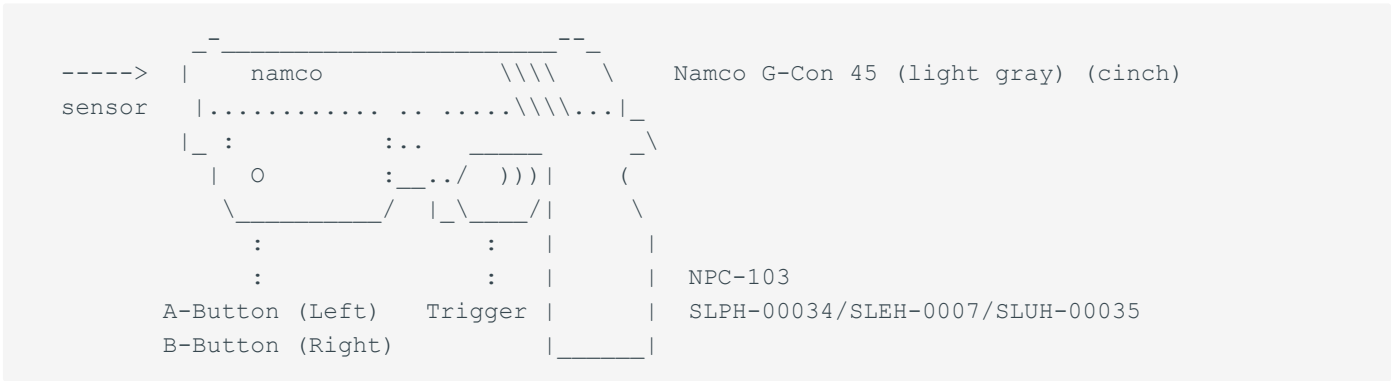 -----> namco Namco G-Con 45 (light gray) (cinch)
sensor
O
NPC-103
A-Button (Left) Trigger SLPH-00034/SLEH-0007/SLUH-00035
B-Button (Right)